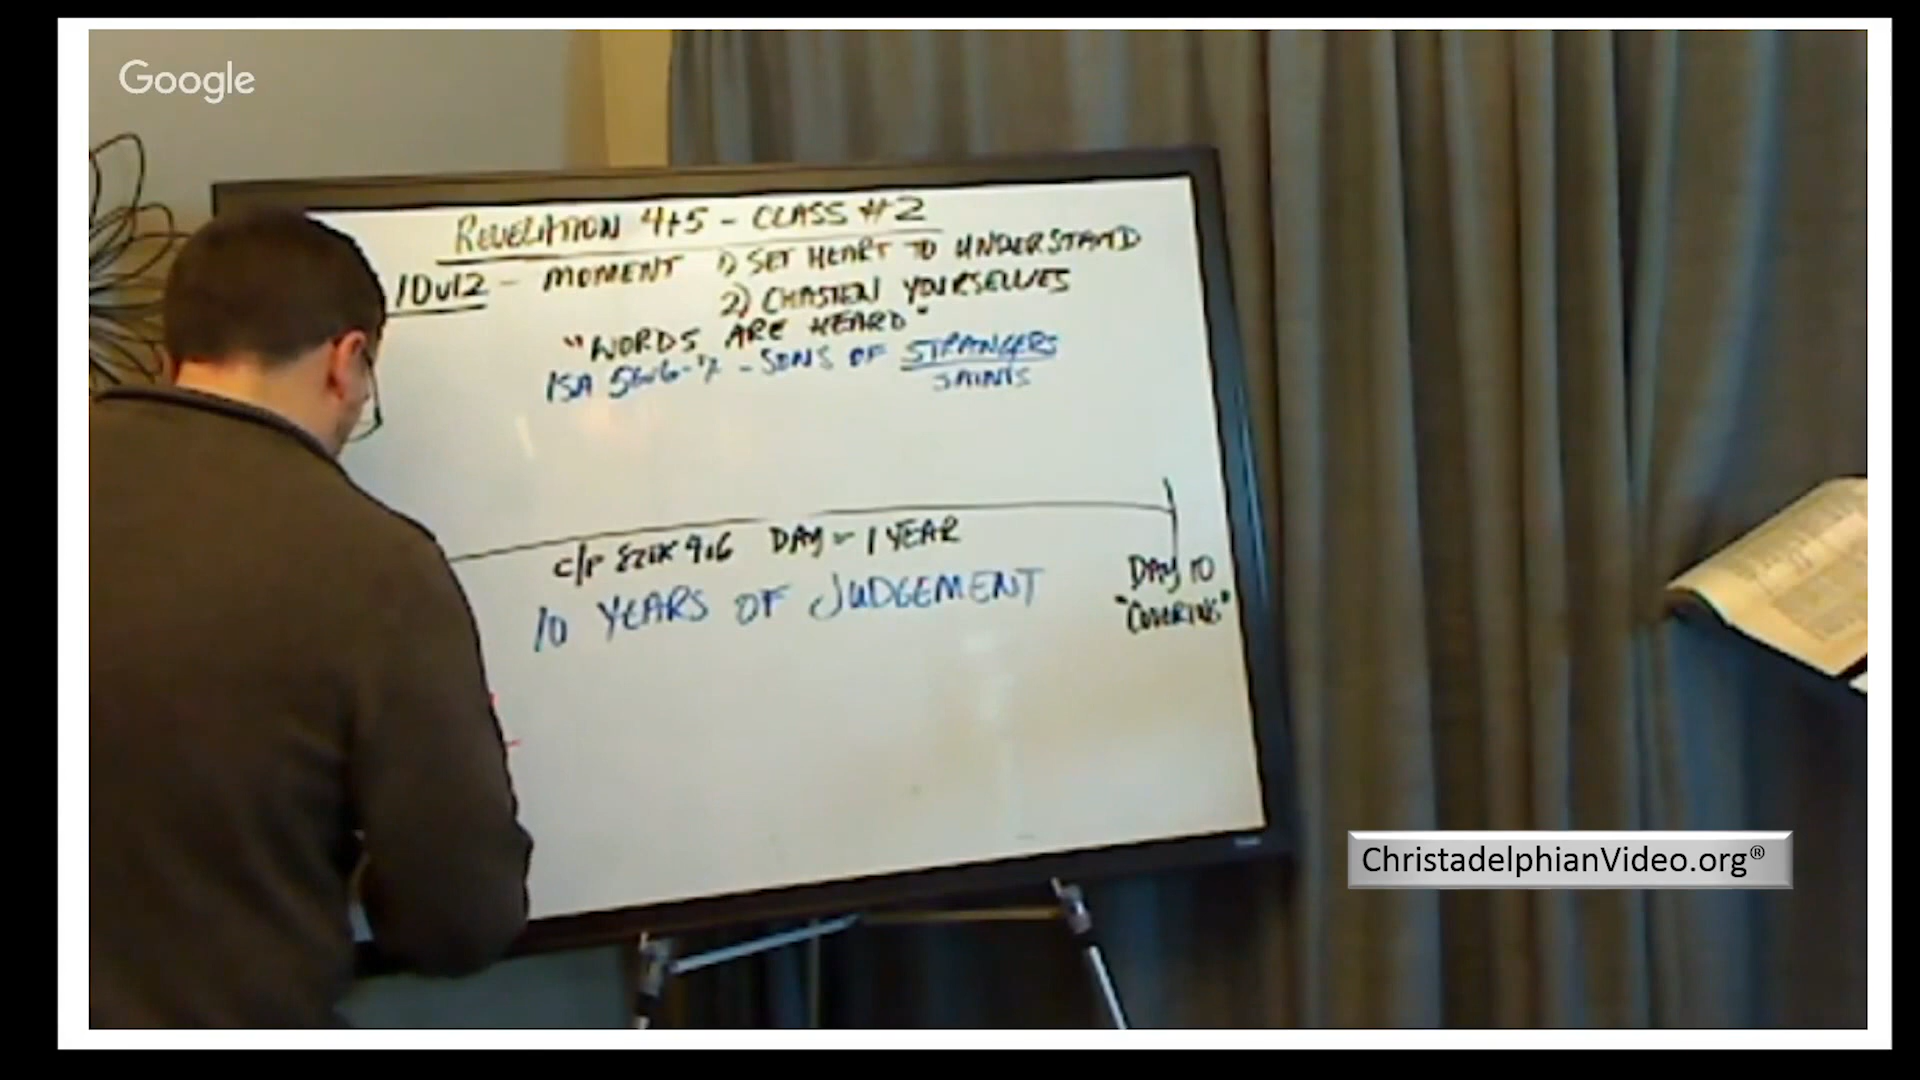 Google
REVELATION 4+5 - CLASS #2
10v12 - MOMENT 1) SET HEART TO UNDERSTAND
2) CHASTEN YOURSELVES
"WORDS ARE HEARD"
ISA 56v6-7 - SONS OF STRANGERS
SAINTS
c/r EZEK 4v6 DAY = 1 YEAR
10 YEARS OF JUDGEMENT
DAY 10
"COVERING"
ChristadelphianVideo.org®